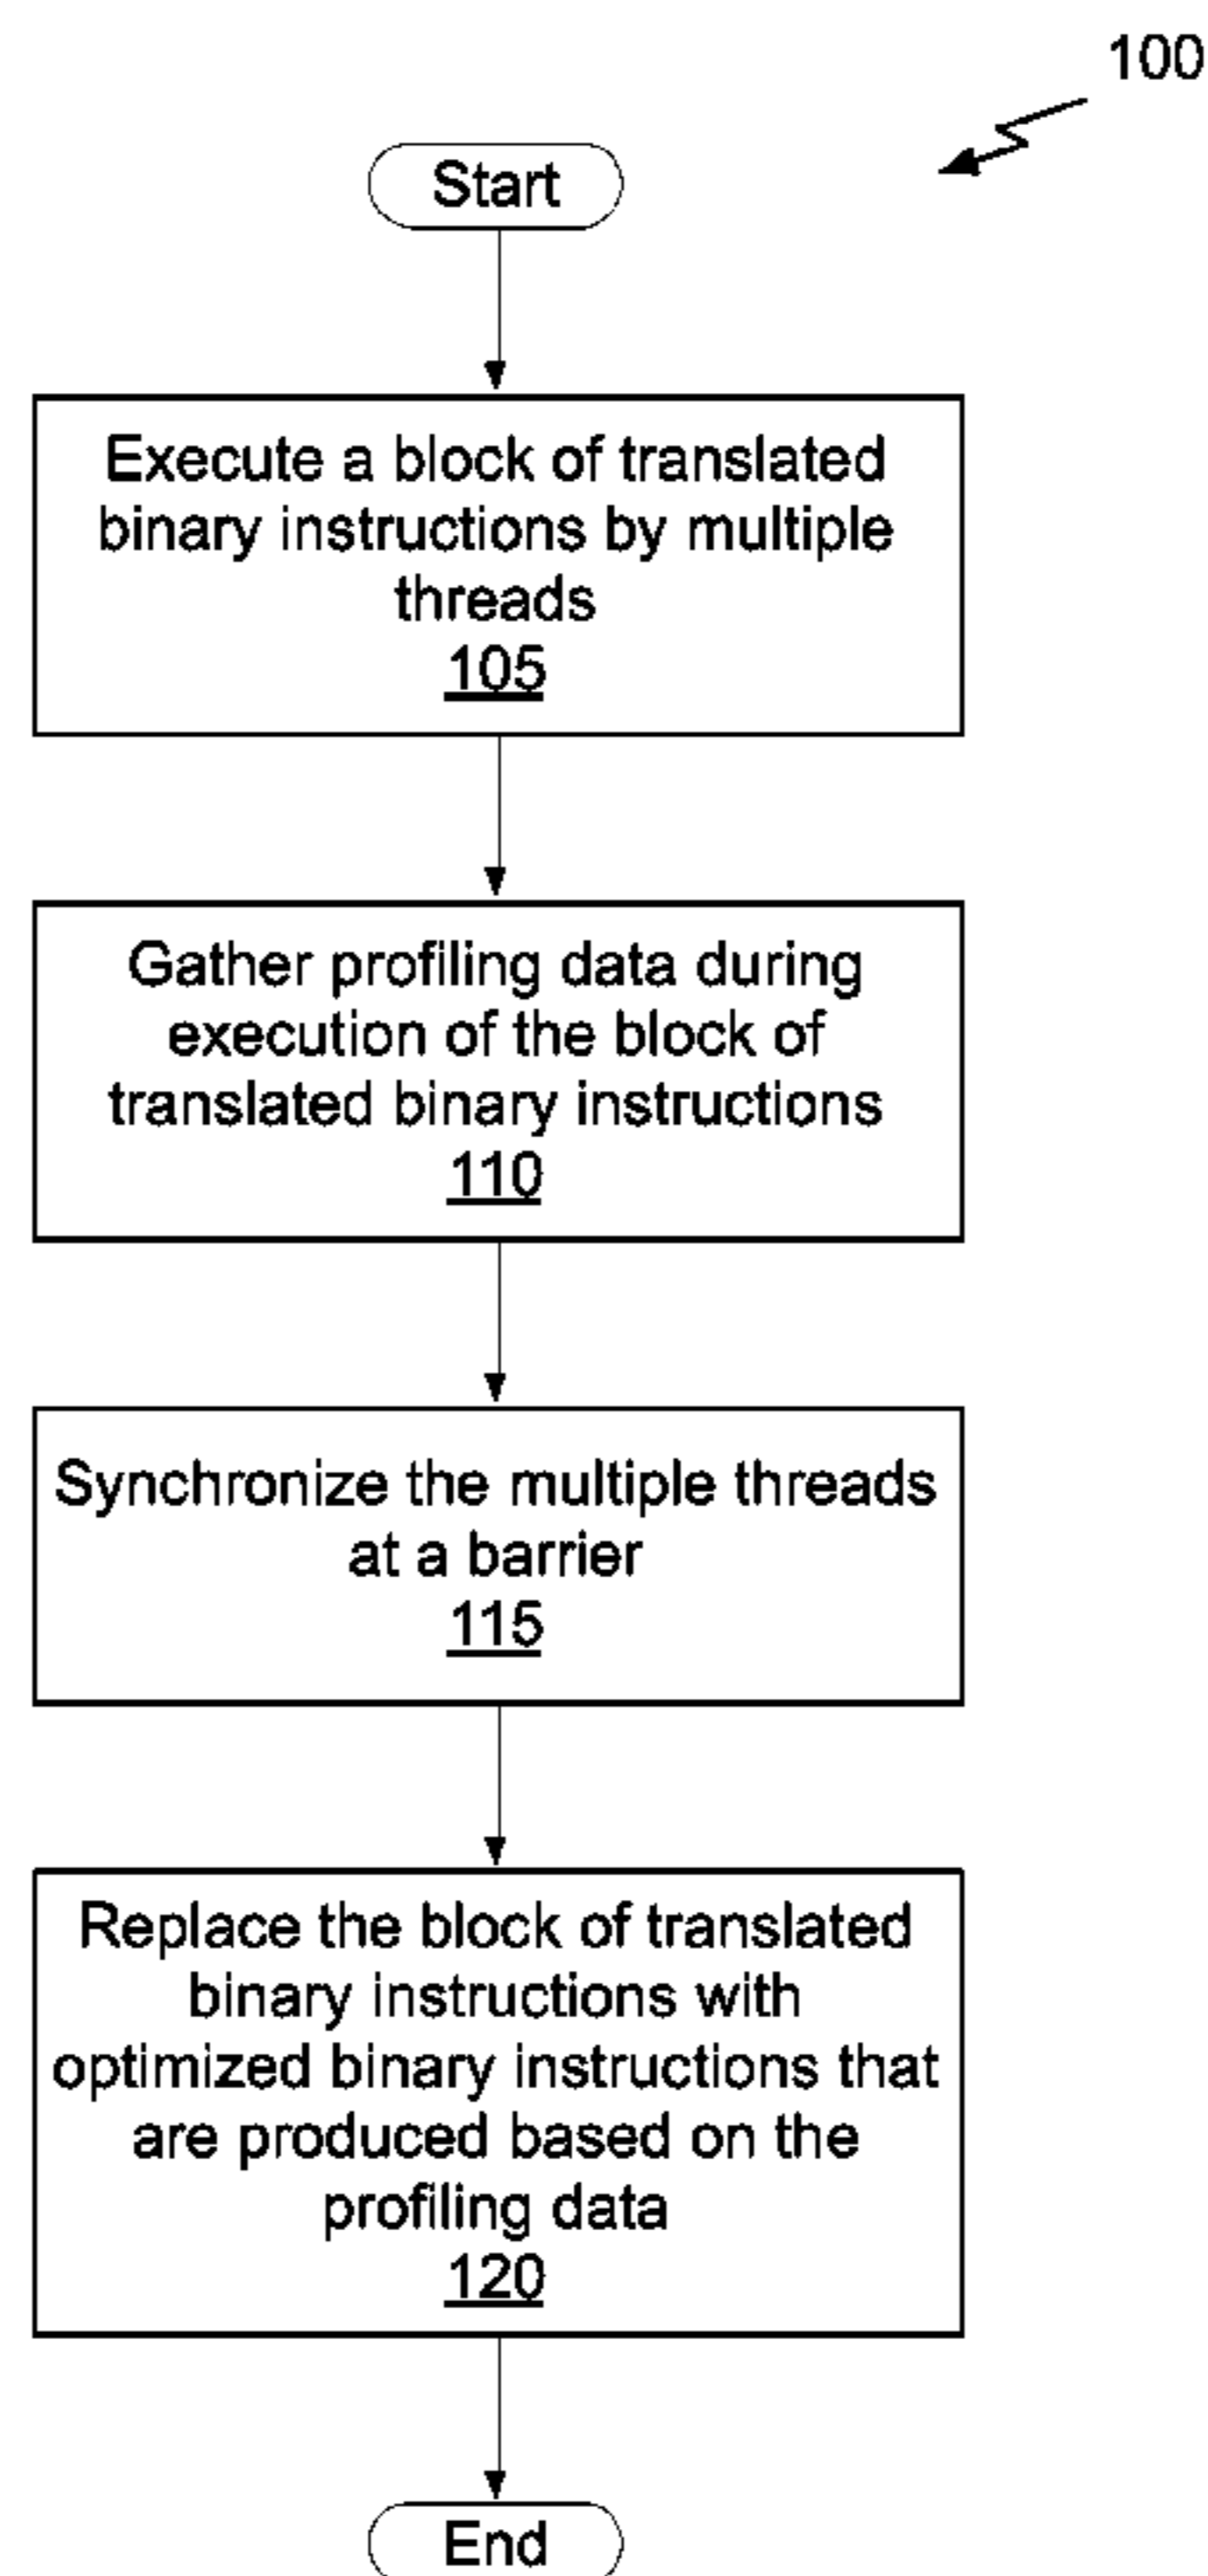 100
Start
Execute a block of translated
binary instructions by multiple
threads
105
Gather profiling data during
execution of the block of
translated binary instructions
110
Synchronize the multiple threads
at a barrier
115
Replace the block of translated
binary instructions with
optimized binary instructions that
are produced based on the
profiling data
120
End